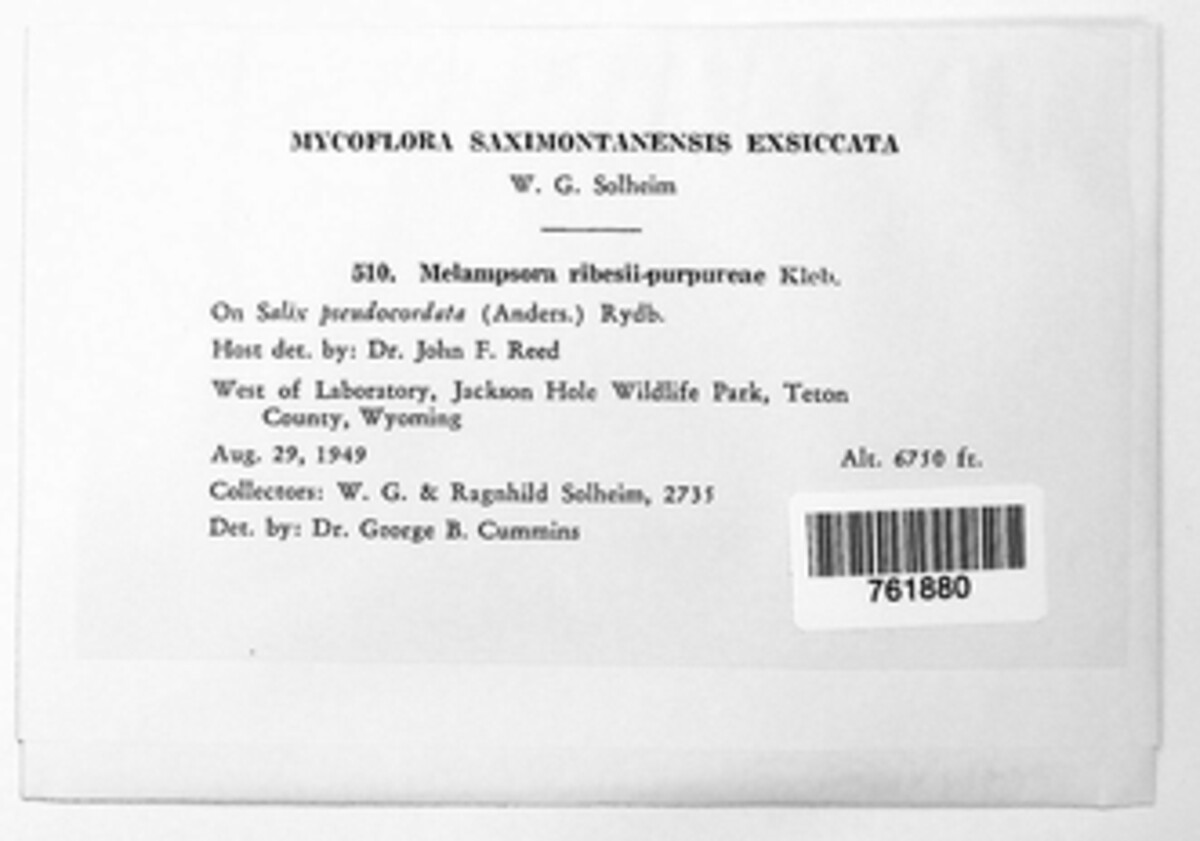 MYCOFLORA SAXIMONTANENSIS EXSICCATA
W. G. Solheim
510. Melampsora ribesii-purpureae Kleb.
On Salix pseudocordata (Anders.) Rydb.
Host det. by: Dr. John F. Reed
West of Laboratory, Jackson Hole Wildlife Park, Teton
County, Wyoming
Aug. 29, 1949 Alt. 6750 ft.
Collectors: W. G. & Ragnhild Solheim, 2735
Det. by: Dr. George B. Cummins
761880